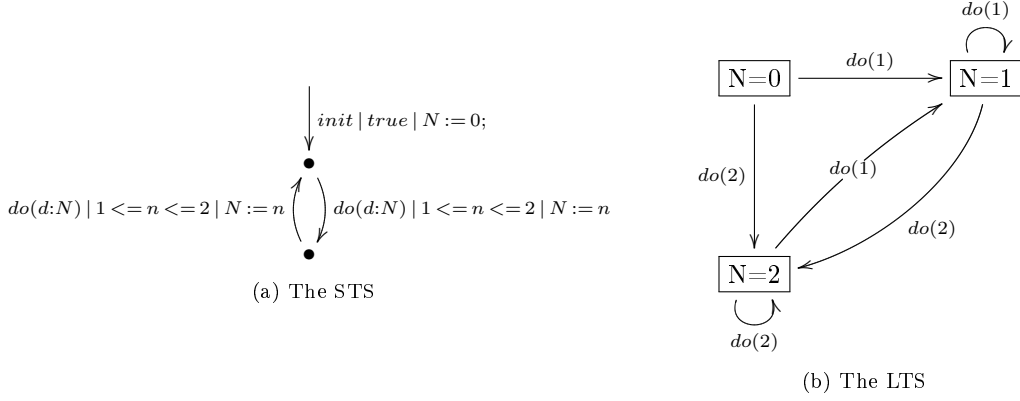 init | true | N := 0;
do(d:N) | 1 <= n <= 2 | N := n
do(d:N) | 1 <= n <= 2 | N := n
(a) The STS
do(1)
N=0
do(1)
N=1
do(2)
do(1)
do(2)
N=2
do(2)
(b) The LTS